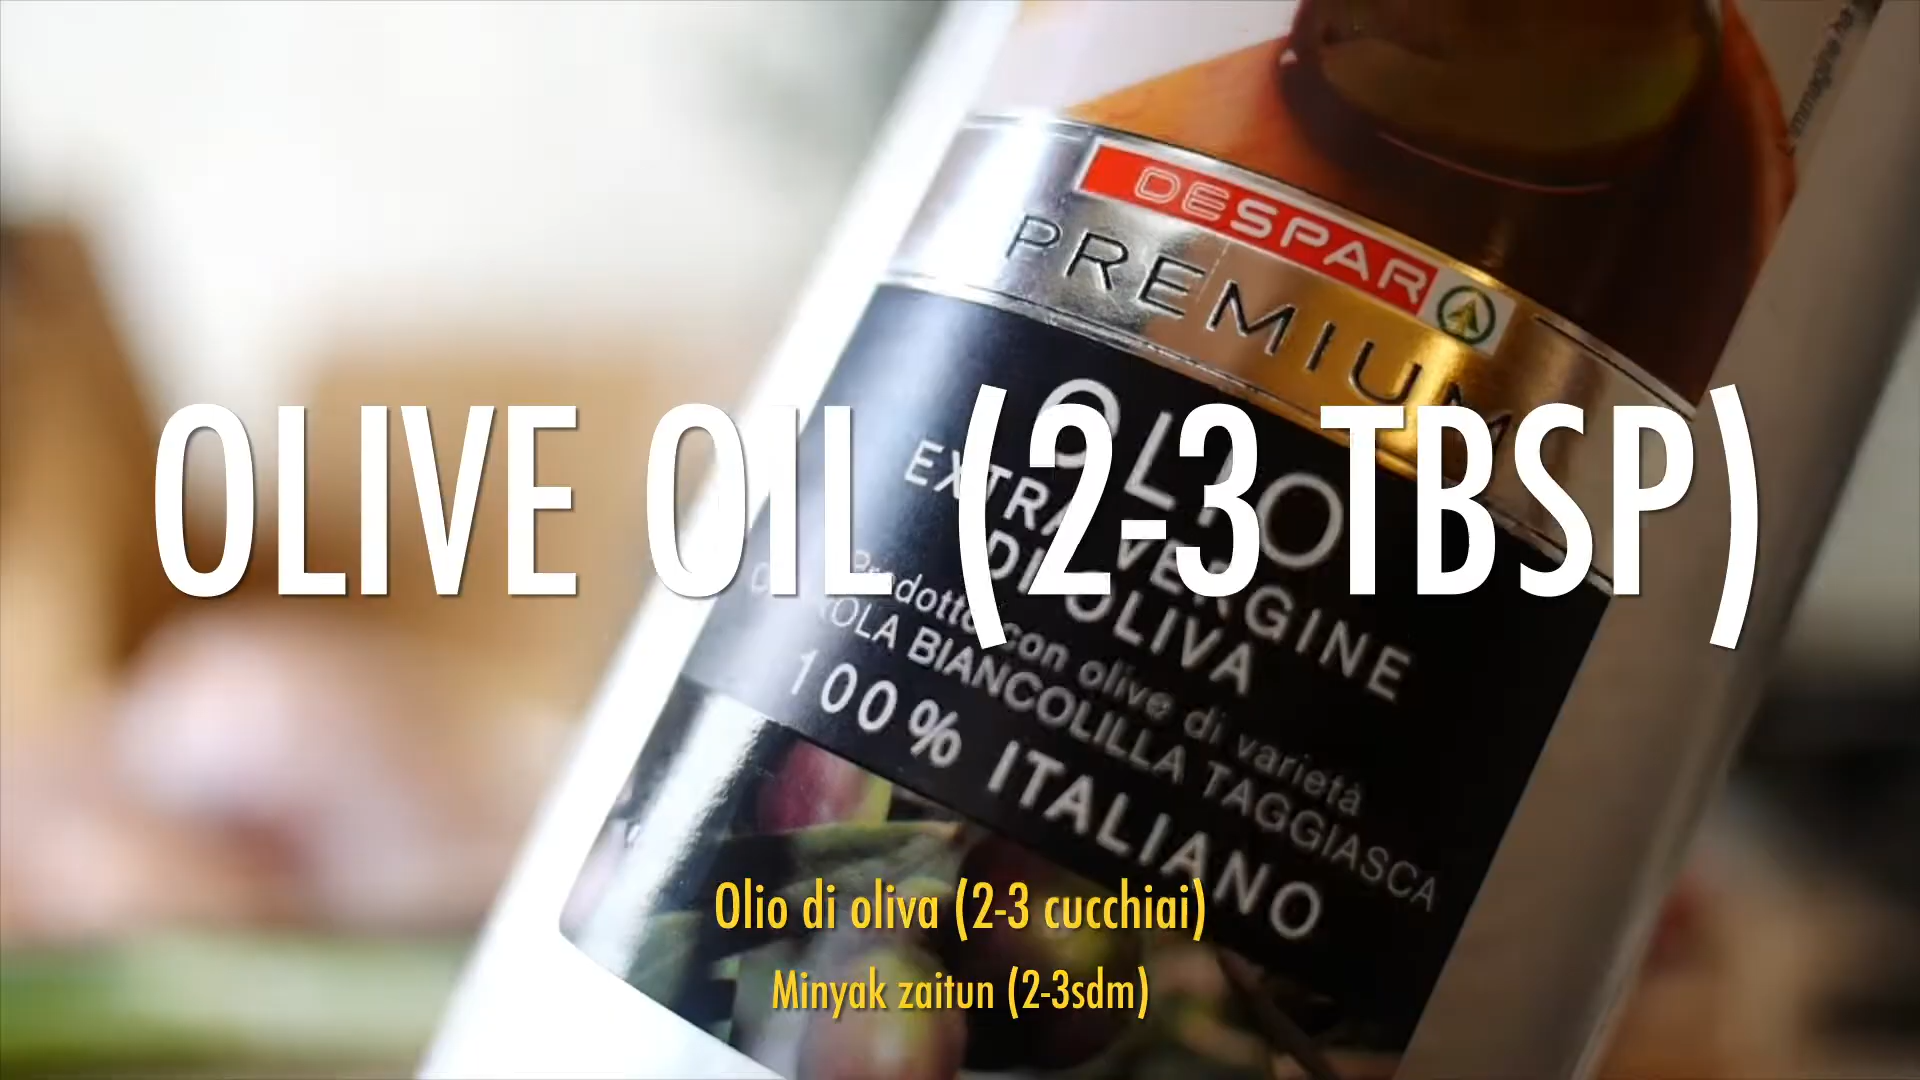 DESPAR
PREMIUM
OLIVE OIL (2-3 TBSP)
OLIO
EXTRA VERGINE
DI OLIVA
Prodotto con olive di varietà
BIANCOLILLA TAGGIASCA
100% ITALIANO
Olio di oliva (2-3 cucchiai)
Minyak zaitun (2-3sdm)